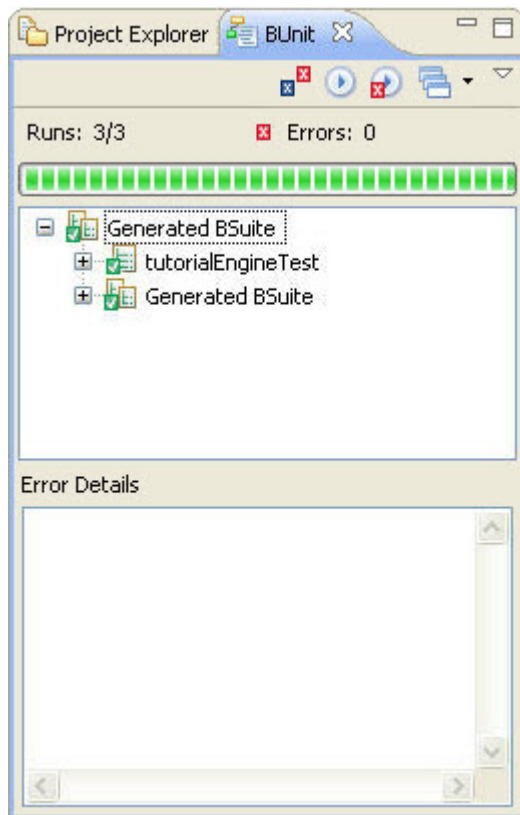 Project Explorer BUnit
Runs: 3/3 Errors: 0
Generated BSuite
tutorialEngineTest
Generated BSuite
Error Details